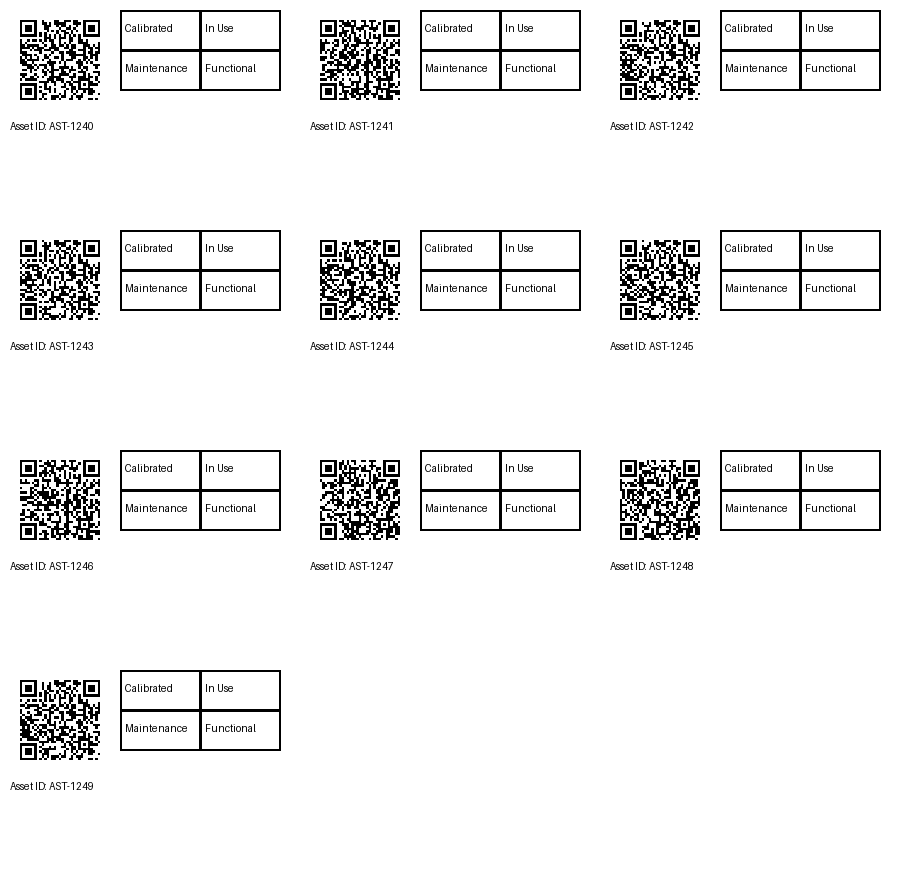 Calibrated In Use
Maintenance Functional
Asset ID: AST-1240
Calibrated In Use
Maintenance Functional
Asset ID: AST-1241
Calibrated In Use
Maintenance Functional
Asset ID: AST-1242
Calibrated In Use
Maintenance Functional
Asset ID: AST-1243
Calibrated In Use
Maintenance Functional
Asset ID: AST-1244
Calibrated In Use
Maintenance Functional
Asset ID: AST-1245
Calibrated In Use
Maintenance Functional
Asset ID: AST-1246
Calibrated In Use
Maintenance Functional
Asset ID: AST-1247
Calibrated In Use
Maintenance Functional
Asset ID: AST-1248
Calibrated In Use
Maintenance Functional
Asset ID: AST-1249